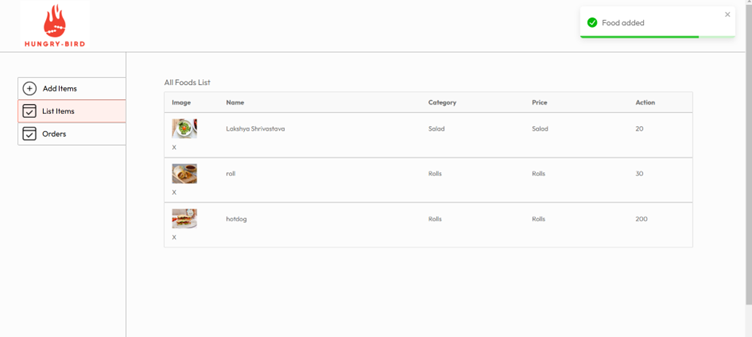 HUNGRY-BIRD
Food added
Add Items
List Items
Orders
All Foods List
Image Name Category Price Action
Lakshya Shrivastava Salad Salad 20
X
roll Rolls Rolls 30
X
hotdog Rolls Rolls 200
X